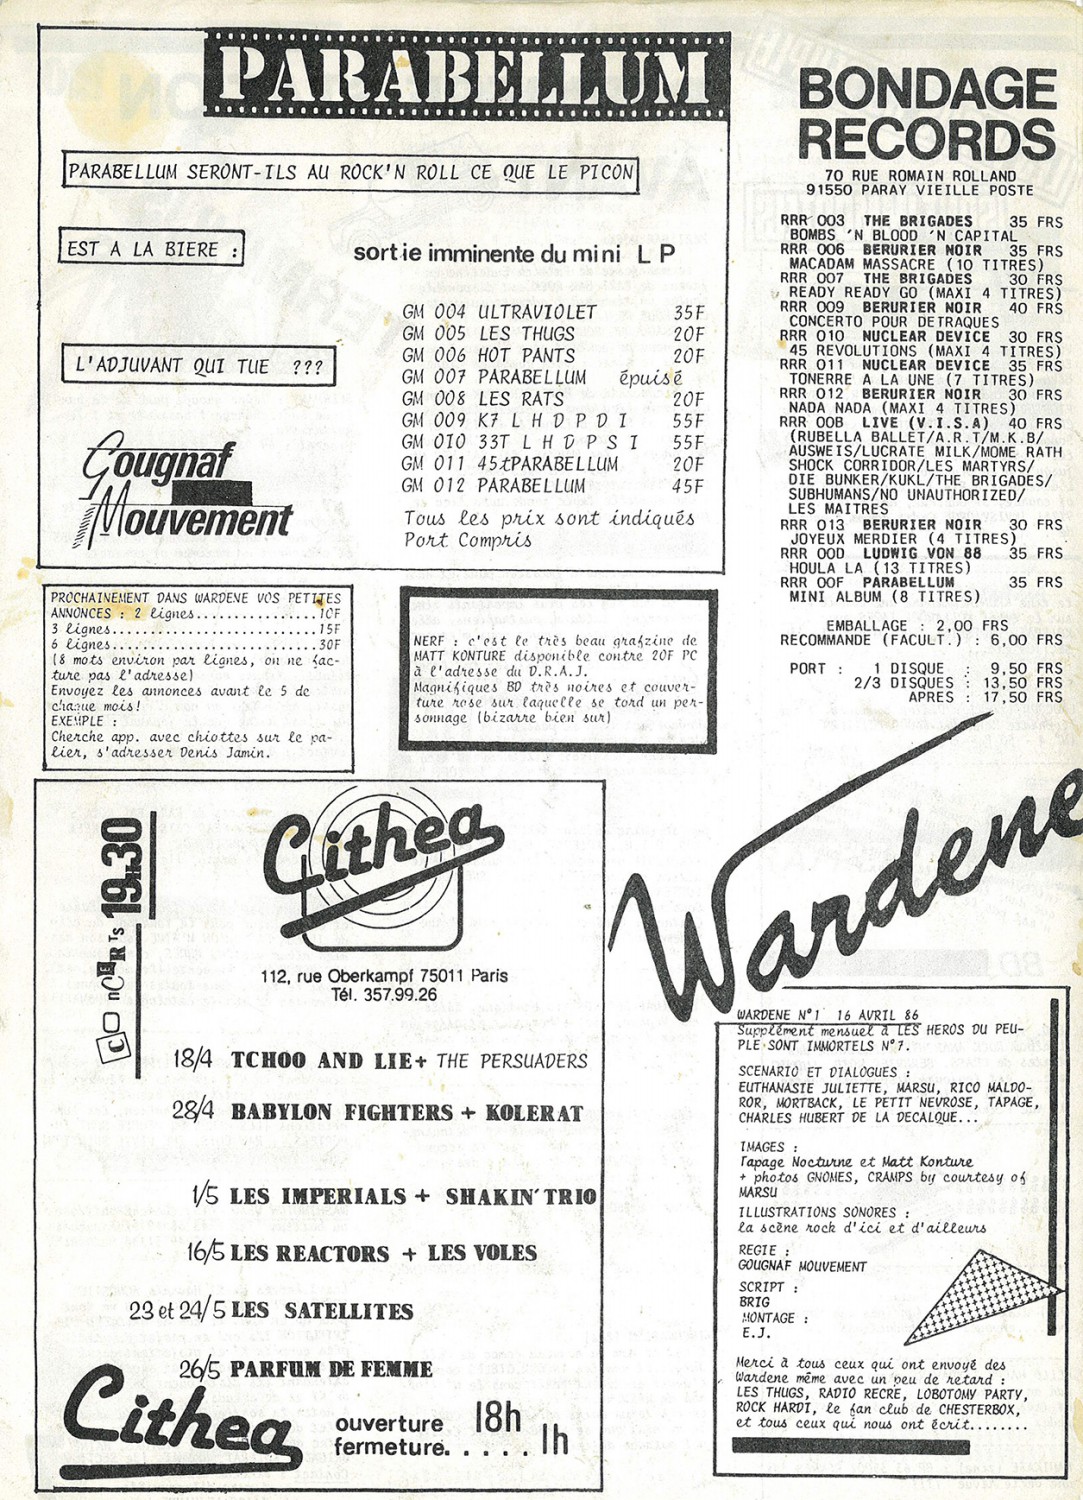 PARABELLUM
PARABELLUM SERONT-ILS AU ROCK'N ROLL CE QUE LE PICON
EST A LA BIERE :
sortie imminente du mini L P
L'ADJUVANT QUI TUE ???
GM 004 ULTRAVIOLET 35F
GM 005 LES THUGS 20F
GM 006 HOT PANTS 20F
GM 007 PARABELLUM épuisé
GM 008 LES RATS 20F
GM 009 K7 L H D P D I 55F
GM 010 33T L H D P S I 55F
GM 011 45t PARABELLUM 20F
GM 012 PARABELLUM 45F
Tous les prix sont indiqués
Port Compris
Gougnaf
Mouvement
BONDAGE
RECORDS
70 RUE ROMAIN ROLLAND
91550 PARAY VIEILLE POSTE
RRR 003 THE BRIGADES 35 FRS
BOMBS 'N BLOOD 'N CAPITAL
RRR 006 BERURIER NOIR 35 FRS
MACADAM MASSACRE (10 TITRES)
RRR 007 THE BRIGADES 30 FRS
READY READY GO (MAXI 4 TITRES)
RRR 009 BERURIER NOIR 40 FRS
CONCERTO POUR DETRAQUES
RRR 010 NUCLEAR DEVICE 30 FRS
45 REVOLUTIONS (MAXI 4 TITRES)
RRR 011 NUCLEAR DEVICE 35 FRS
TONERRE A LA UNE (7 TITRES)
RRR 012 BERURIER NOIR 30 FRS
NADA NADA (MAXI 4 TITRES)
RRR 00B LIVE (V.I.S.A) 40 FRS
(RUBELLA BALLET/A.R.T/M.K.B/
AUSWEIS/LUCRATE MILK/MOME RATH
SHOCK CORRIDOR/LES MARTYRS/
DIE BUNKER/KUKL/THE BRIGADES/
SUBHUMANS/NO UNAUTHORIZED/
LES MAITRES
RRR 013 BERURIER NOIR 30 FRS
JOYEUX MERDIER (4 TITRES)
RRR 00D LUDWIG VON 88 35 FRS
HOULA LA (13 TITRES)
RRR 00F PARABELLUM 35 FRS
MINI ALBUM (8 TITRES)
EMBALLAGE : 2,00 FRS
RECOMMANDE (FACULT.) : 6,00 FRS
PORT : 1 DISQUE : 9,50 FRS
2/3 DISQUES : 13,50 FRS
APRES : 17,50 FRS
PROCHAINEMENT DANS WARDENE VOS PETITES
ANNONCES : 2 lignes..............10F
3 lignes.........................15F
6 lignes.........................30F
(8 mots environ par lignes, on ne fac-
ture pas l'adresse)
Envoyez les annonces avant le 5 de
chaque mois!
EXEMPLE :
Cherche app. avec chiottes sur le pa-
lier, s'adresser Denis Jamin.
NERF : c'est le très beau grafzine de
MATT KONTURE disponible contre 20F PC
à l'adresse du D.R.A.J.
Magnifiques BD très noires et couver-
ture rose sur laquelle se tord un per-
sonnage (bizarre bien sur)
CONCERTS 19H30
Cithea
112, rue Oberkampf 75011 Paris
Tél. 357.99.26
18/4 TCHOO AND LIE + THE PERSUADERS
28/4 BABYLON FIGHTERS + KOLERAT
1/5 LES IMPERIALS + SHAKIN' TRIO
16/5 LES REACTORS + LES VOLES
23 et 24/5 LES SATELLITES
26/5 PARFUM DE FEMME
Cithea
ouverture 18h
fermeture. . . . . 1h
Wardene
WARDENE N°1 16 AVRIL 86
Supplément mensuel à LES HEROS DU PEU-
PLE SONT IMMORTELS N°7.
SCENARIO ET DIALOGUES :
EUTHANASIE JULIETTE, MARSU, RICO MALDO-
ROR, MORTBACK, LE PETIT NEVROSE, TAPAGE,
CHARLES HUBERT DE LA DECALQUE...
IMAGES :
Tapage Nocturne et Matt Konture
+ photos GNOMES, CRAMPS by courtesy of
MARSU
ILLUSTRATIONS SONORES :
la scène rock d'ici et d'ailleurs
REGIE :
GOUGNAF MOUVEMENT
SCRIPT :
BRIG
MONTAGE :
E.J.
Merci à tous ceux qui ont envoyé des
Wardene même avec un peu de retard :
LES THUGS, RADIO RECRE, LOBOTOMY PARTY,
ROCK HARDI, le fan club de CHESTERBOX,
et tous ceux qui nous ont écrit........